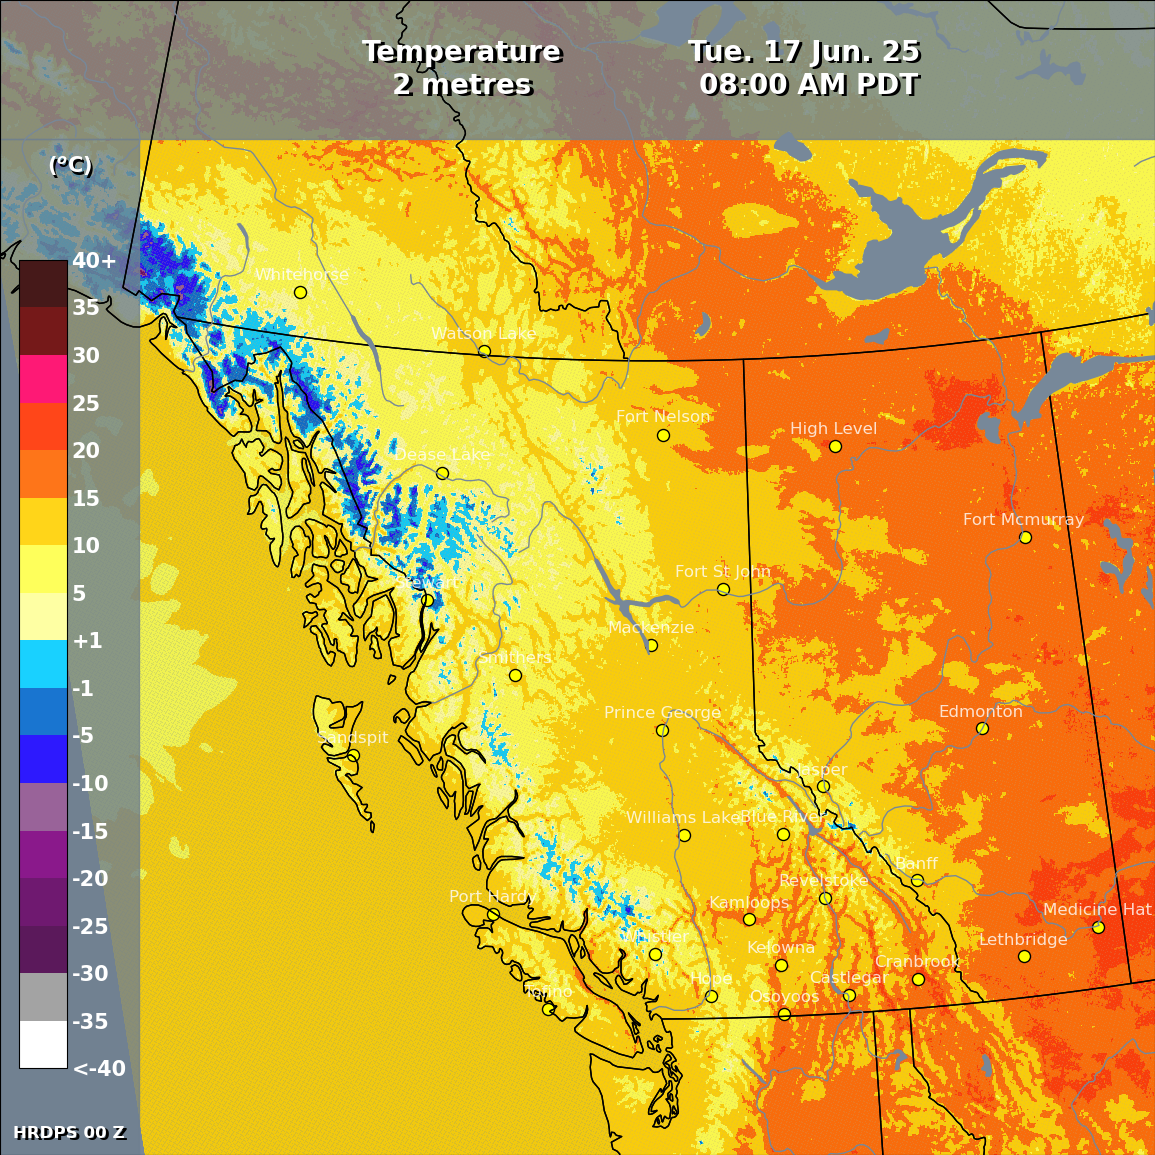 Temperature
2 metres
Tue. 17 Jun. 25
08:00 AM PDT
(°C)
40+
35
30
25
20
15
10
5
+1
-1
-5
-10
-15
-20
-25
-30
-35
<-40
Whitehorse
Watson Lake
Fort Nelson
High Level
Dease Lake
Fort Mcmurray
Stewart
Fort St John
Mackenzie
Smithers
Prince George
Edmonton
Sandspit
Jasper
Williams Lake
Blue River
Banff
Revelstoke
Port Hardy
Kamloops
Medicine Hat
Whistler
Kelowna
Lethbridge
Cranbrook
Hope
Castlegar
Tofino
Osoyoos
HRDPS 00 Z